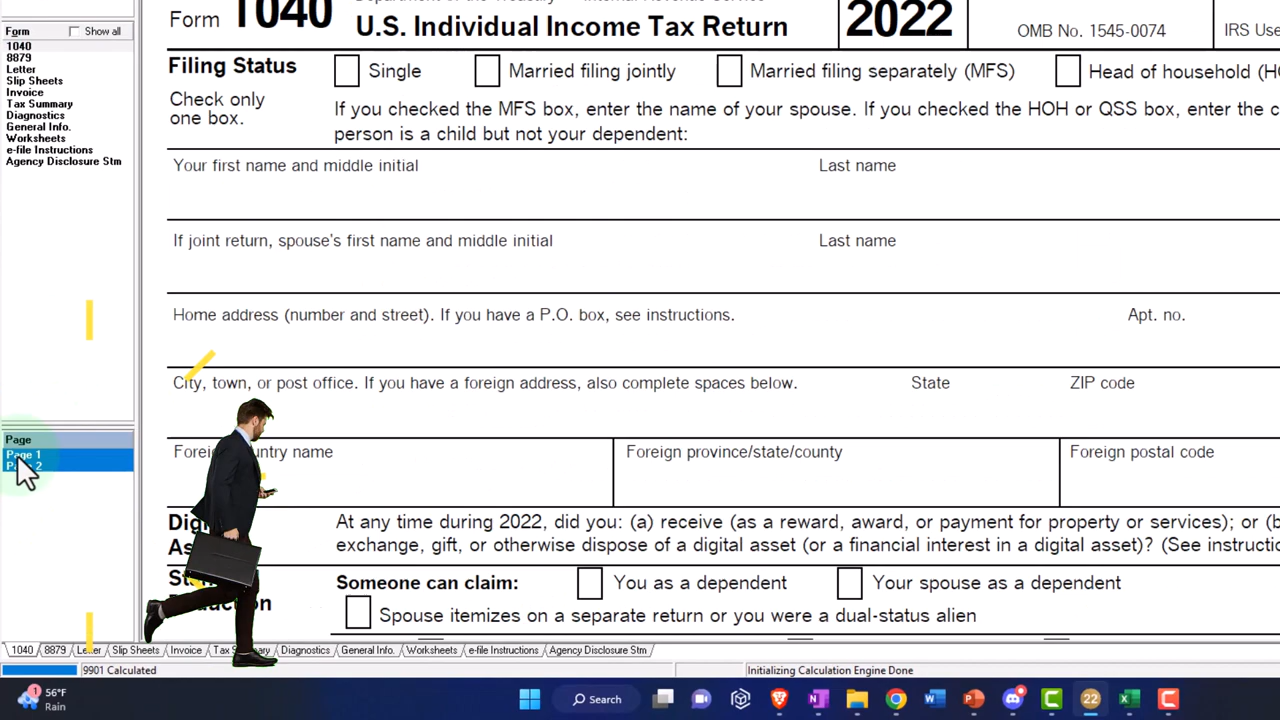 Form
Show all
1040
8879
Letter
Slip Sheets
Invoice
Tax Summary
Diagnostics
General Info.
Worksheets
e-file Instructions
Agency Disclosure Stm
Page
Page 1
Page 2
Form 1040
U.S. Individual Income Tax Return
2022
OMB No. 1545-0074
IRS Use
Filing Status
Check only
one box.
Single Married filing jointly Married filing separately (MFS) Head of household (HO
If you checked the MFS box, enter the name of your spouse. If you checked the HOH or QSS box, enter the c
person is a child but not your dependent:
Your first name and middle initial Last name
If joint return, spouse's first name and middle initial Last name
Home address (number and street). If you have a P.O. box, see instructions. Apt. no.
City, town, or post office. If you have a foreign address, also complete spaces below. State ZIP code
name Foreign province/state/county Foreign postal code
At any time during 2022, did you: (a) receive (as a reward, award, or payment for property or services); or (b
exchange, gift, or otherwise dispose of a digital asset (or a financial interest in a digital asset)? (See instructio
Someone can claim: You as a dependent Your spouse as a dependent
Spouse itemizes on a separate return or you were a dual-status alien
1040 8879 Letter Slip Sheets Invoice Diagnostics General Info. Worksheets e-file Instructions Agency Disclosure Stm
9901 Calculated
Initializing Calculation Engine Done
1
56°F
Rain
Search
22